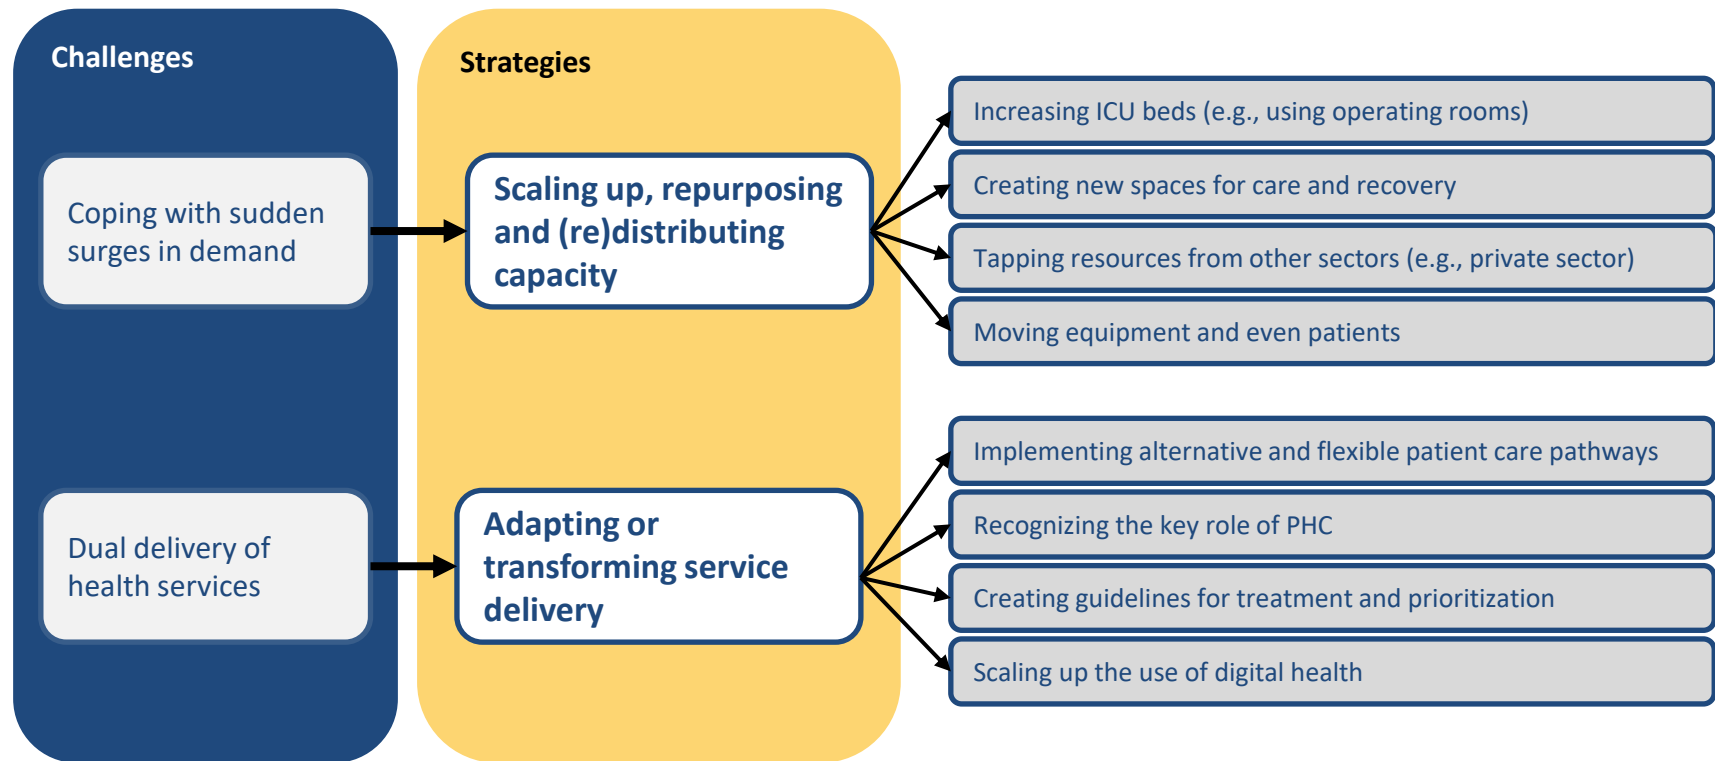 Challenges
Strategies
Coping with sudden
surges in demand
Scaling up, repurposing
and (re)distributing
capacity
Increasing ICU beds (e.g., using operating rooms)
Creating new spaces for care and recovery
Tapping resources from other sectors (e.g., private sector)
Moving equipment and even patients
Dual delivery of
health services
Adapting or
transforming service
delivery
Implementing alternative and flexible patient care pathways
Recognizing the key role of PHC
Creating guidelines for treatment and prioritization
Scaling up the use of digital health